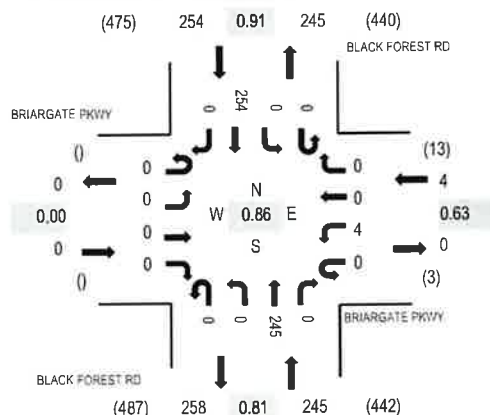 (475) 254 0.91 245 (440)
BLACK FOREST RD
BRIARGATE PKWY
0 254 0 0
() 0 0 (13)
0 0 N 0 4
0,00 W 0.86 E 4 0.63
0 0 S 0 0
() 0 (3)
0 0 245 0
BRIARGATE PKWY
BLACK FOREST RD
(487) 258 0.81 245 (442)